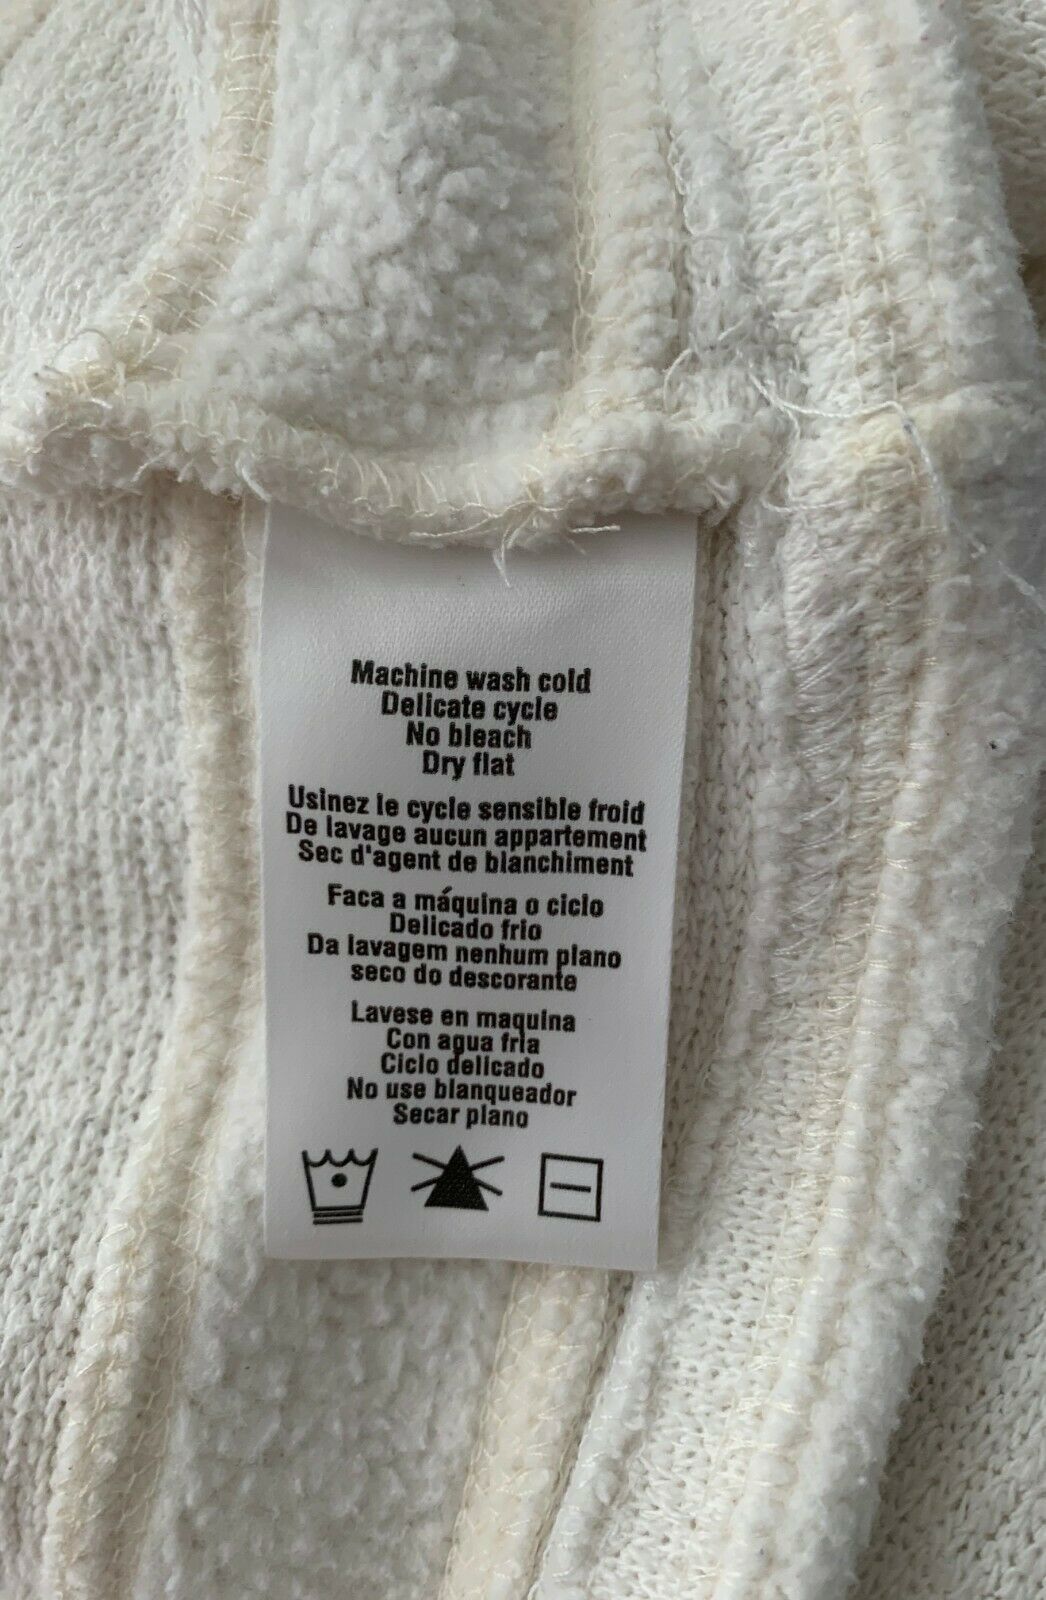 Machine wash cold
Delicate cycle
No bleach
Dry flat
Usinez le cycle sensible froid
De lavage aucun appartement
Sec d'agent de blanchiment
Faca a máquina o ciclo
Delicado frio
Da lavagem nenhum plano
seco do descorante
Lavese en maquina
Con agua fria
Ciclo delicado
No use blanqueador
Secar plano